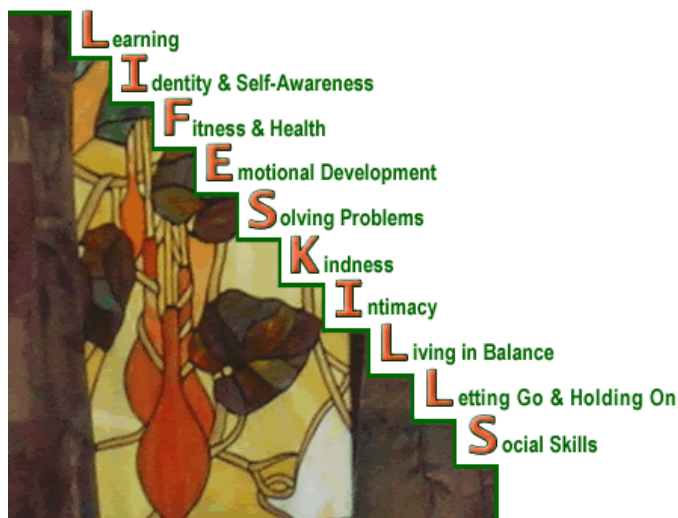 Learning
Identity & Self-Awareness
Fitness & Health
Emotional Development
Solving Problems
Kindness
Intimacy
Living in Balance
Letting Go & Holding On
Social Skills